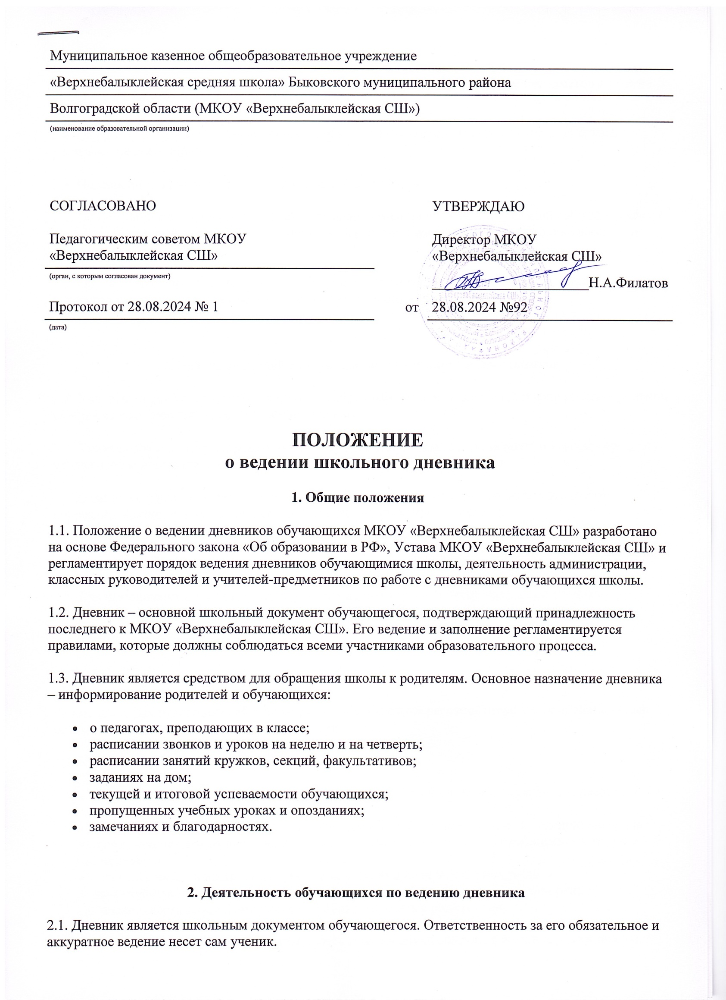 Муниципальное казенное общеобразовательное учреждение
«Верхнебалыклейская средняя школа» Быковского муниципального района
Волгоградской области (МКОУ «Верхнебалыклейская СШ»)
(наименование образовательной организации)
СОГЛАСОВАНО
Педагогическим советом МКОУ
«Верхнебалыклейская СШ»
(орган, с которым согласован документ)
Протокол от 28.08.2024 № 1
(дата)
УТВЕРЖДАЮ
Директор МКОУ
«Верхнебалыклейская СШ»
Н.А.Филатов
от 28.08.2024 №92
ПОЛОЖЕНИЕ
о ведении школьного дневника
1. Общие положения
1.1. Положение о ведении дневников обучающихся МКОУ «Верхнебалыклейская СШ» разработано
на основе Федерального закона «Об образовании в РФ», Устава МКОУ «Верхнебалыклейская СШ» и
регламентирует порядок ведения дневников обучающимися школы, деятельность администрации,
классных руководителей и учителей-предметников по работе с дневниками обучающихся школы.
1.2. Дневник – основной школьный документ обучающегося, подтверждающий принадлежность
последнего к МКОУ «Верхнебалыклейская СШ». Его ведение и заполнение регламентируется
правилами, которые должны соблюдаться всеми участниками образовательного процесса.
1.3. Дневник является средством для обращения школы к родителям. Основное назначение дневника
– информирование родителей и обучающихся:
• о педагогах, преподающих в классе;
• расписании звонков и уроков на неделю и на четверть;
• расписании занятий кружков, секций, факультативов;
• заданиях на дом;
• текущей и итоговой успеваемости обучающихся;
• пропущенных учебных уроках и опозданиях;
• замечаниях и благодарностях.
2. Деятельность обучающихся по ведению дневника
2.1. Дневник является школьным документом обучающегося. Ответственность за его обязательное и
аккуратное ведение несет сам ученик.